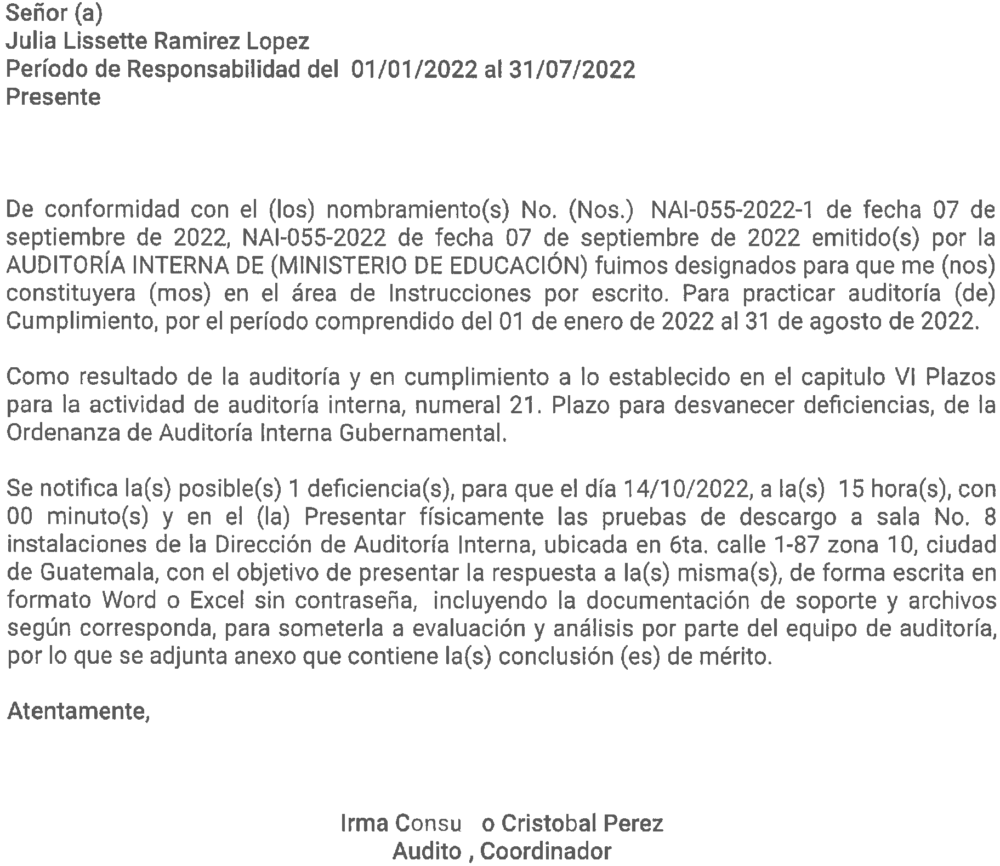 Señor (a)
Julia Lissette Ramirez Lopez
Período de Responsabilidad del 01/01/2022 al 31/07/2022
Presente
De conformidad con el (los) nombramiento(s) No. (Nos.) NAI-055-2022-1 de fecha 07 de
septiembre de 2022, NAI-055-2022 de fecha 07 de septiembre de 2022 emitido(s) por la
AUDITORÍA INTERNA DE (MINISTERIO DE EDUCACIÓN) fuimos designados para que me (nos)
constituyera (mos) en el área de Instrucciones por escrito. Para practicar auditoría (de)
Cumplimiento, por el período comprendido del 01 de enero de 2022 al 31 de agosto de 2022.
Como resultado de la auditoría y en cumplimiento a lo establecido en el capitulo VI Plazos
para la actividad de auditoría interna, numeral 21. Plazo para desvanecer deficiencias, de la
Ordenanza de Auditoría Interna Gubernamental.
Se notifica la(s) posible(s) 1 deficiencia(s), para que el día 14/10/2022, a la(s) 15 hora(s), con
00 minuto(s) y en el (la) Presentar físicamente las pruebas de descargo a sala No. 8
instalaciones de la Dirección de Auditoría Interna, ubicada en 6ta. calle 1-87 zona 10, ciudad
de Guatemala, con el objetivo de presentar la respuesta a la(s) misma(s), de forma escrita en
formato Word o Excel sin contraseña, incluyendo la documentación de soporte y archivos
según corresponda, para someterla a evaluación y análisis por parte del equipo de auditoría,
por lo que se adjunta anexo que contiene la(s) conclusión (es) de mérito.
Atentamente,
Irma Consu o Cristobal Perez
Audito , Coordinador